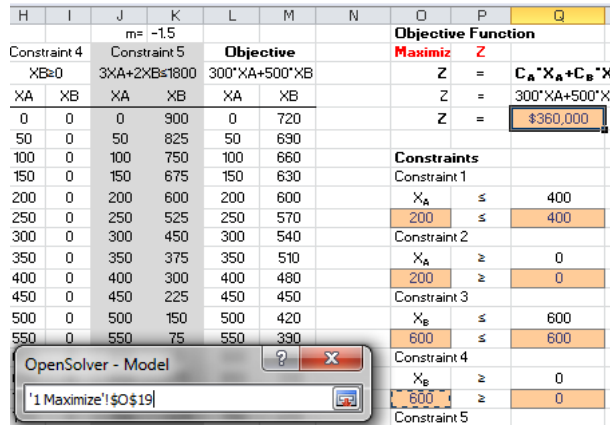 H I J K L M N O P Q
m= -1.5 Objective Function
Constraint 4 Constraint 5 Objective Maximiz Z
XB≥0 3XA+2XB≤1800 300*XA+500*XB Z = CA*XA+CB*X
XA XB XA XB XA XB Z = 300*XA+500*X
0 0 0 900 0 720 Z = $360,000
50 0 50 825 50 690
100 0 100 750 100 660 Constraints
150 0 150 675 150 630 Constraint 1
200 0 200 600 200 600 XA ≤ 400
250 0 250 525 250 570 200 ≤ 400
300 0 300 450 300 540 Constraint 2
350 0 350 375 350 510 XA ≥ 0
400 0 400 300 400 480 200 ≥ 0
450 0 450 225 450 450 Constraint 3
500 0 500 150 500 420 XB ≤ 600
550 0 550 75 550 390 600 ≤ 600
OpenSolver - Model Constraint 4
'1 Maximize'!$O$19 XB ≥ 0
600 ≥ 0
Constraint 5